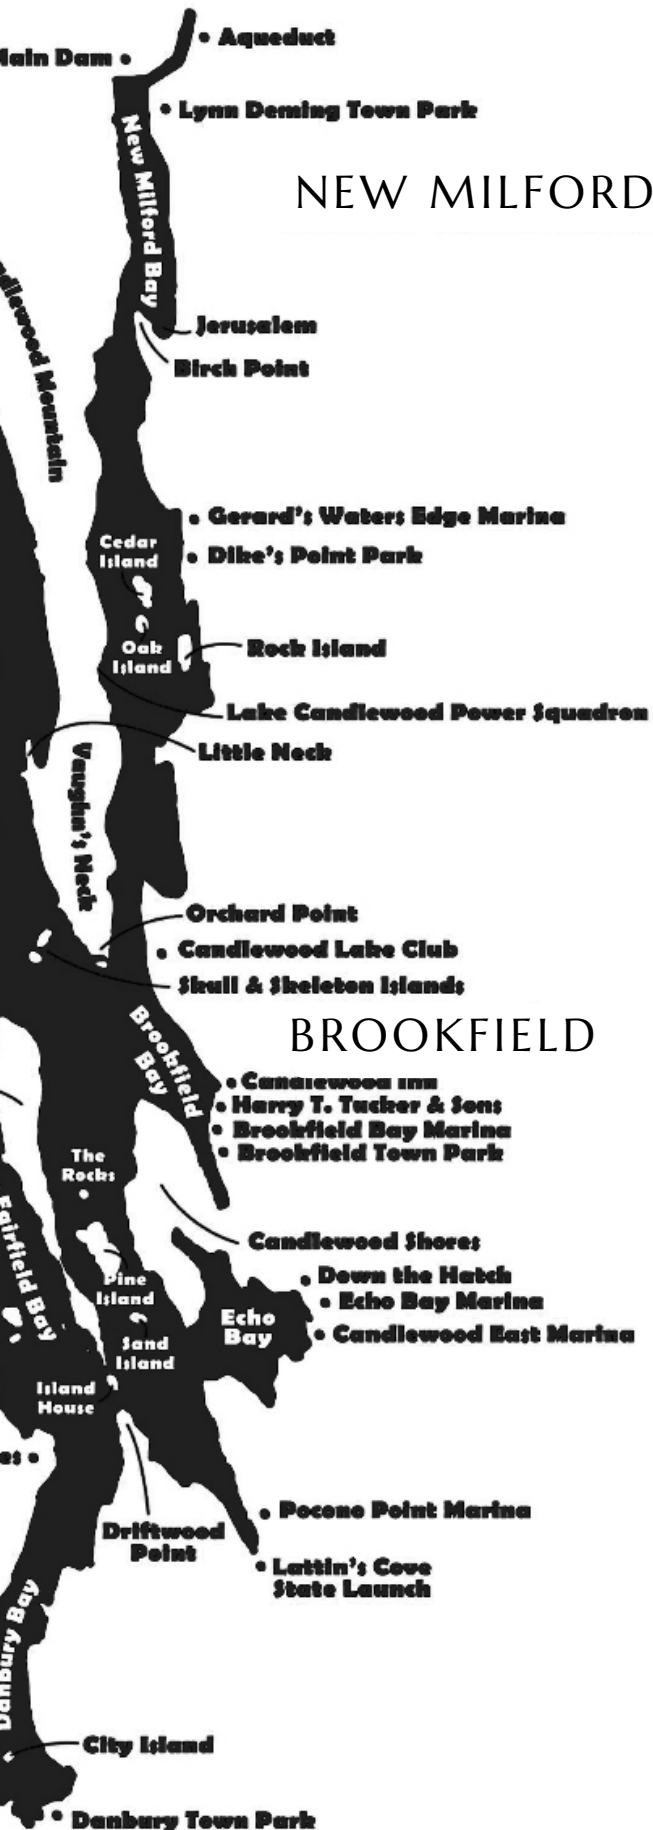 Aqueduct
Main Dam
Lynn Deming Town Park
New Milford Bay
NEW MILFORD
Jerusalem
Birch Point
Mountain
Gerard's Waters Edge Marina
Cedar
Island
Dike's Point Park
Oak
Island
Rock Island
Lake Candlewood Power Squadron
Little Neck
Vaughn's Neck
Orchard Point
Candlewood Lake Club
Skull & Skeleton Islands
Brookfield
Bay
BROOKFIELD
Candlewood Inn
Harry T. Tucker & Sons
Brookfield Bay Marina
Brookfield Town Park
The
Rocks
Fairfield Bay
Candlewood Shores
Pine
Island
Down the Hatch
Echo Bay Marina
Echo
Bay
Candlewood East Marina
Sand
Island
Island
House
es
Pocono Point Marina
Driftwood
Point
Lattin's Cove
State Launch
Danbury Bay
City Island
Danbury Town Park